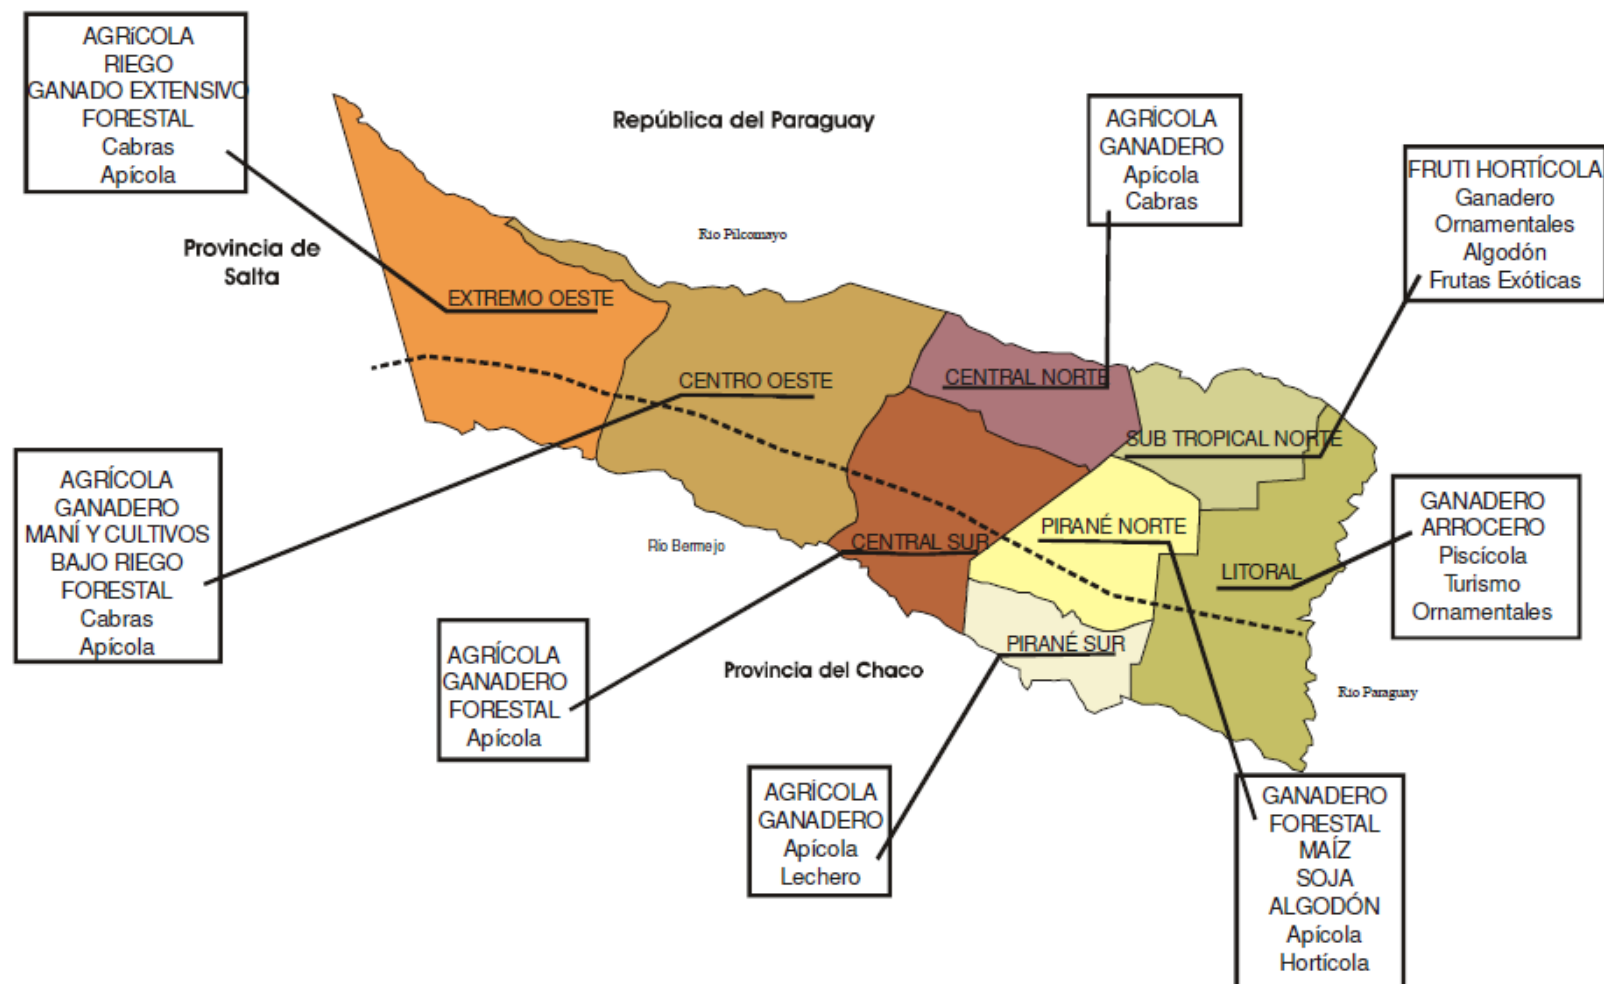 AGRíCOLA
RIEGO
GANADO EXTENSIVO
FORESTAL
Cabras
Apícola
República del Paraguay
AGRÍCOLA
GANADERO
Apícola
Cabras
FRUTI HORTÍCOLA
Ganadero
Ornamentales
Algodón
Frutas Exóticas
Provincia de
Salta
Río Pilcomayo
EXTREMO OESTE
CENTRO OESTE
CENTRAL NORTE
SUB TROPICAL NORTE
AGRÍCOLA
GANADERO
MANÍ Y CULTIVOS
BAJO RIEGO
FORESTAL
Cabras
Apícola
Río Bermejo
CENTRAL SUR
PIRANÉ NORTE
LITORAL
GANADERO
ARROCERO
Piscícola
Turismo
Ornamentales
AGRÍCOLA
GANADERO
FORESTAL
Apícola
Provincia del Chaco
PIRANÉ SUR
Río Paraguay
AGRÍCOLA
GANADERO
Apícola
Lechero
GANADERO
FORESTAL
MAÍZ
SOJA
ALGODÓN
Apícola
Hortícola